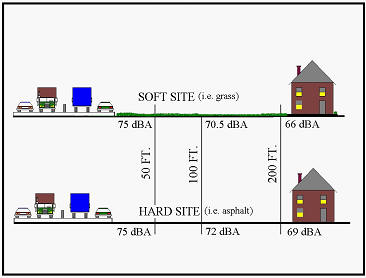 SOFT SITE (i.e. grass)
75 dBA 70.5 dBA 66 dBA
50 FT. 100 FT. 200 FT.
HARD SITE (i.e. asphalt)
75 dBA 72 dBA 69 dBA